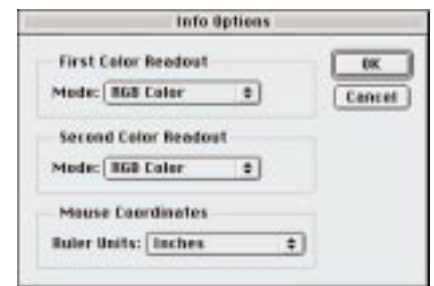 Info Options
First Color Readout
OK
Mode: RGB Color
Cancel
Second Color Readout
Mode: RGB Color
Mouse Coordinates
Ruler Units: Inches